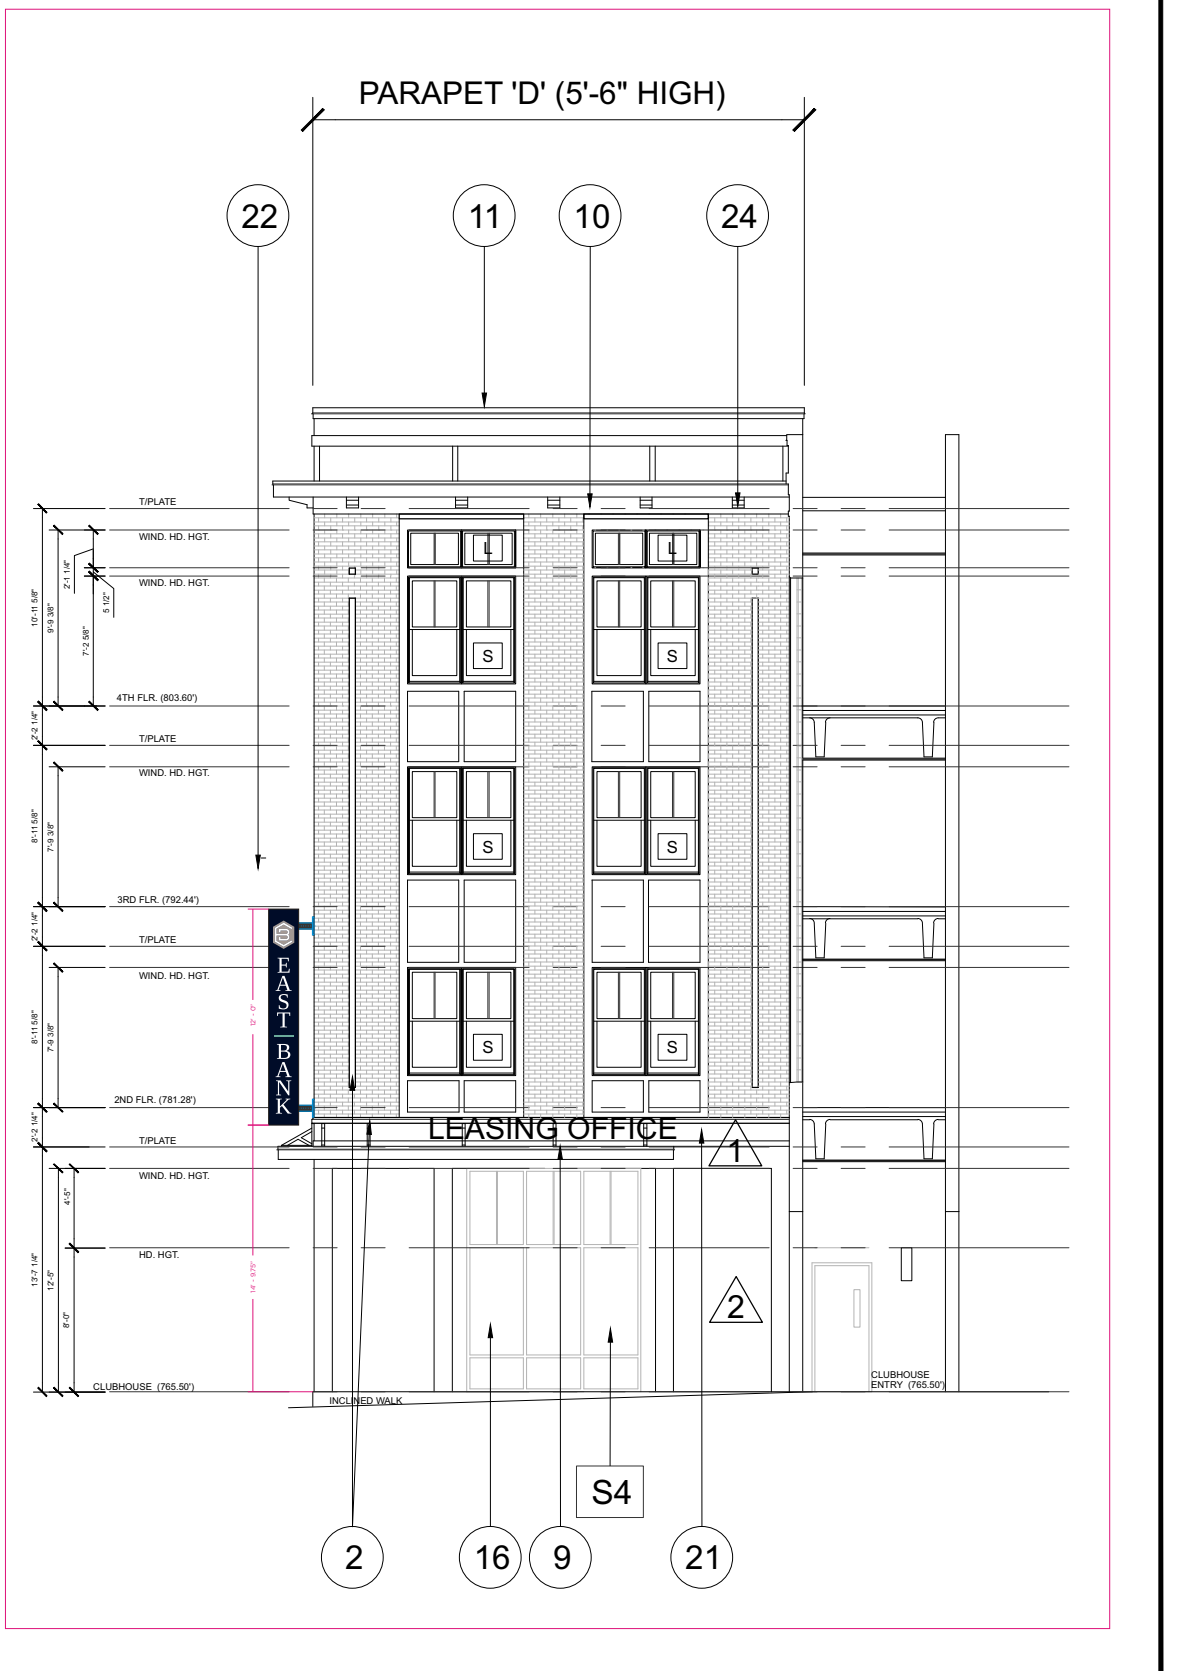 PARAPET 'D' (5'-6" HIGH)
22
11
10
24
T/PLATE
WIND. HD. HGT.
WIND. HD. HGT.
2'-1 1/4"
5 1/2"
10'-11 5/8"
9'-9 3/8"
7'-2 5/8"
L
L
S
S
4TH FLR. (803.60')
2'-2 1/4"
T/PLATE
WIND. HD. HGT.
8'-11 5/8"
7'-9 3/8"
S
S
3RD FLR. (792.44')
2'-2 1/4"
T/PLATE
WIND. HD. HGT.
EAST BANK
12' - 0"
8'-11 5/8"
7'-9 3/8"
S
S
2ND FLR. (781.28')
2'-2 1/4"
LEASING OFFICE
1
T/PLATE
WIND. HD. HGT.
4'-5"
HD. HGT.
13'-7 1/4"
12'-5"
14' - 9.75"
8'-0"
2
CLUBHOUSE (765.50')
CLUBHOUSE
ENTRY (765.50')
INCLINED WALK
S4
2
16
9
21